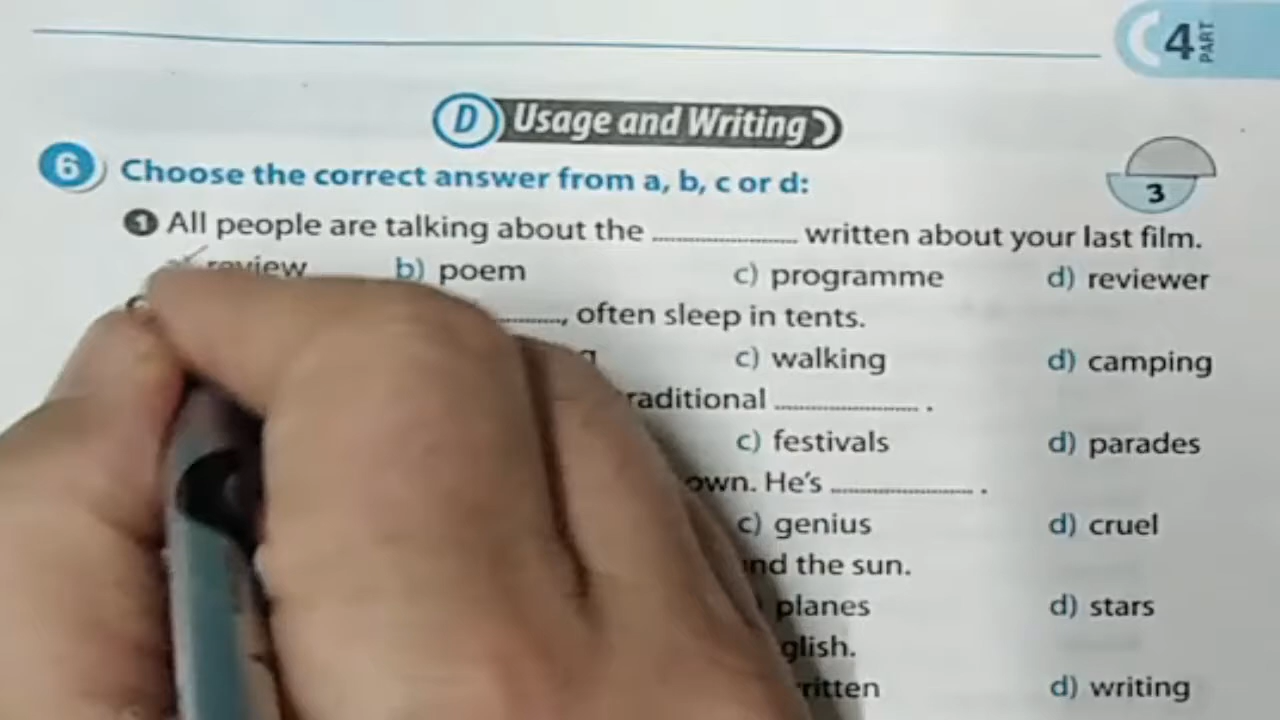 4 PART
D Usage and Writing
6 Choose the correct answer from a, b, c or d:
3
1 All people are talking about the ............ written about your last film.
review b) poem c) programme d) reviewer
............, often sleep in tents.
c) walking d) camping
raditional ............ .
c) festivals d) parades
own. He's ............ .
c) genius d) cruel
nd the sun.
planes d) stars
glish.
ritten d) writing